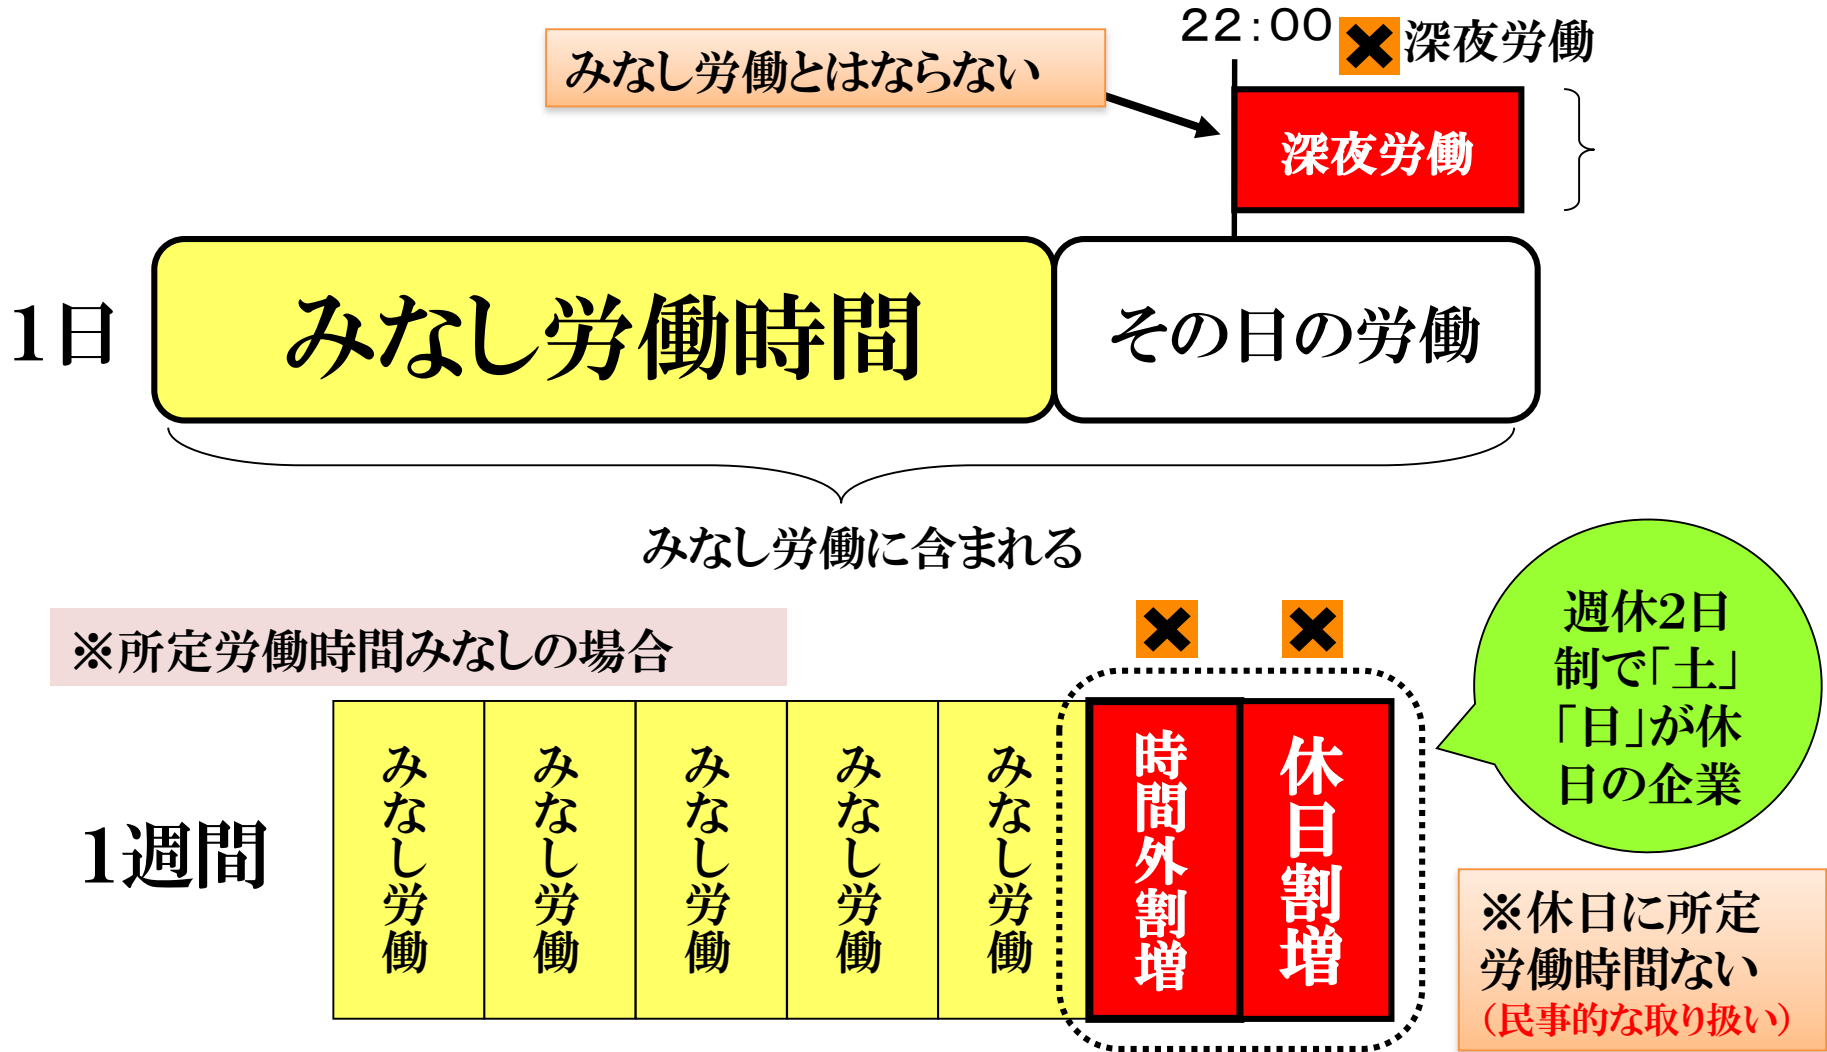 22:00
深夜労働
みなし労働とはならない
深夜労働
1日
みなし労働時間
その日の労働
みなし労働に含まれる
※所定労働時間みなしの場合
週休2日
制で「土」
「日」が休
日の企業
1週間
みなし労働
みなし労働
みなし労働
みなし労働
みなし労働
時間外割増
休日割増
※休日に所定
労働時間ない
（民事的な取り扱い）